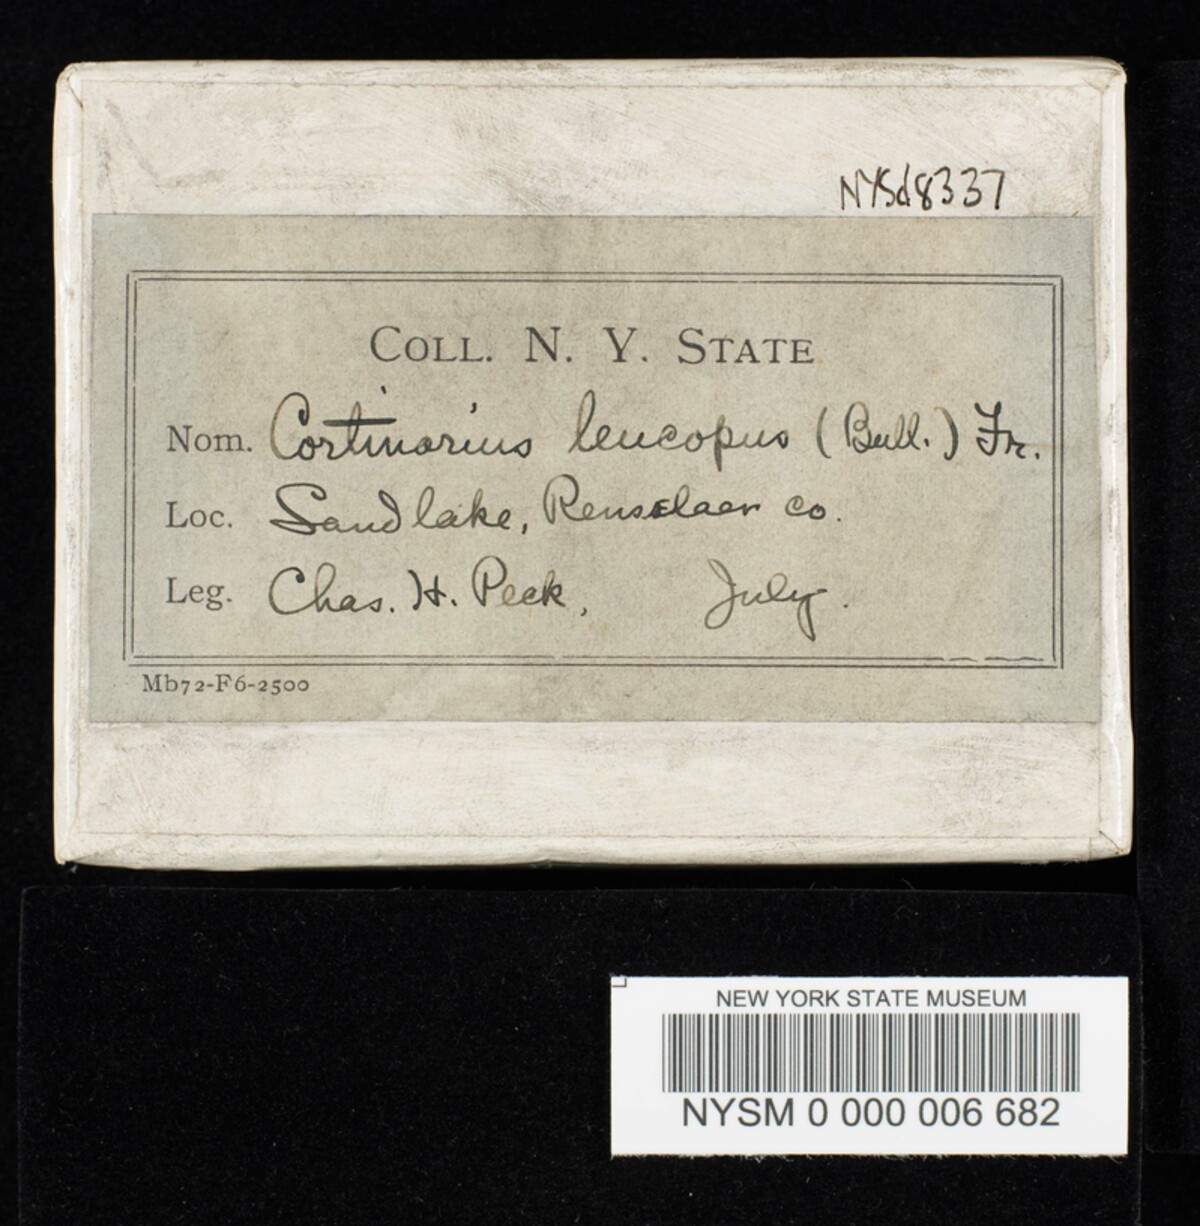 NYSd8337
COLL. N. Y. STATE
Nom. Cortinarius leucopus (Bull.) Fr.
Loc. Sandlake, Renselaer co.
Leg. Chas. H. Peck, July.
Mb72-F6-2500
NEW YORK STATE MUSEUM
NYSM 0 000 006 682